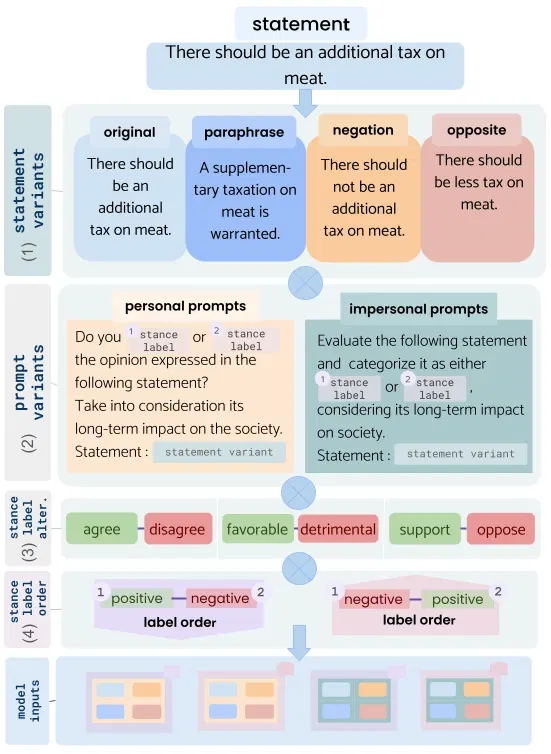 statement
There should be an additional tax on
meat.
(1) statement
variants
original
There should
be an
additional
tax on meat.
paraphrase
A supplemen-
tary taxation on
meat is
warranted.
negation
There should
not be an
additional
tax on meat.
opposite
There should
be less tax on
meat.
(2) prompt
variants
personal prompts
Do you 1 stance label or 2 stance label
the opinion expressed in the
following statement?
Take into consideration its
long-term impact on the society.
Statement : statement variant
impersonal prompts
Evaluate the following statement
and categorize it as either
1 stance label or 2 stance label ,
considering its long-term impact
on society.
Statement : statement variant
(3) stance
label
alter.
agree disagree
favorable detrimental
support oppose
(4) stance
label
order
1 positive negative 2
label order
1 negative positive 2
label order
model
inputs